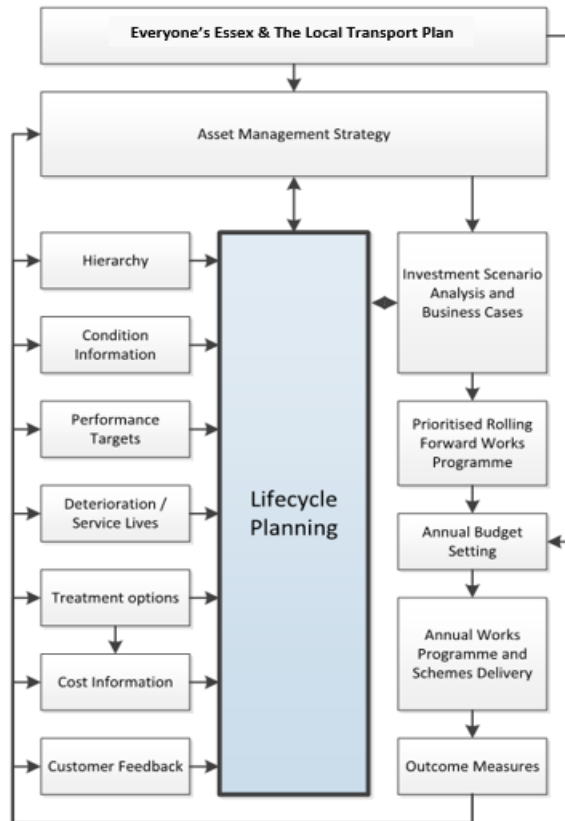 Everyone's Essex & The Local Transport Plan
Asset Management Strategy
Hierarchy
Condition
Information
Performance
Targets
Deterioration /
Service Lives
Treatment options
Cost Information
Customer Feedback
Lifecycle
Planning
Investment Scenario
Analysis and
Business Cases
Prioritised Rolling
Forward Works
Programme
Annual Budget
Setting
Annual Works
Programme and
Schemes Delivery
Outcome Measures